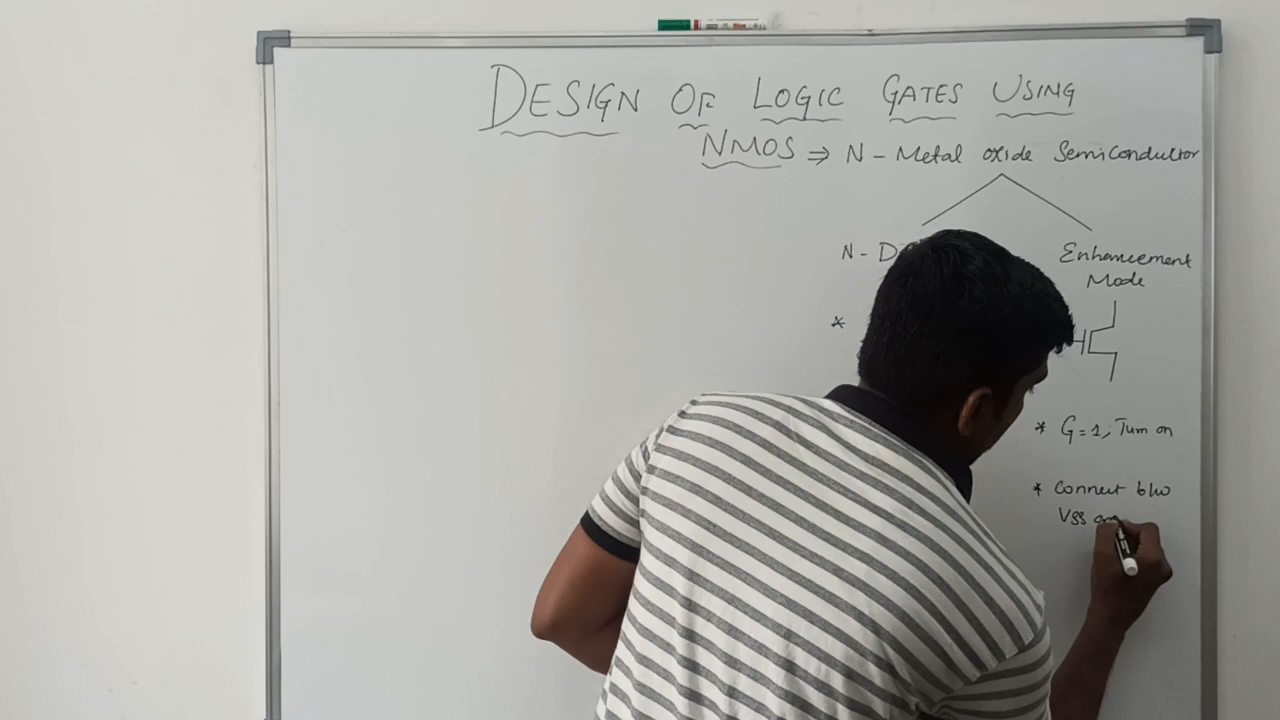 DESIGN OF LOGIC GATES USING
NMOS ⇒ N - Metal oxide Semiconductor
N - D
Enhancement
Mode
*
* G=1, Turn on
* Connect b/w
Vss